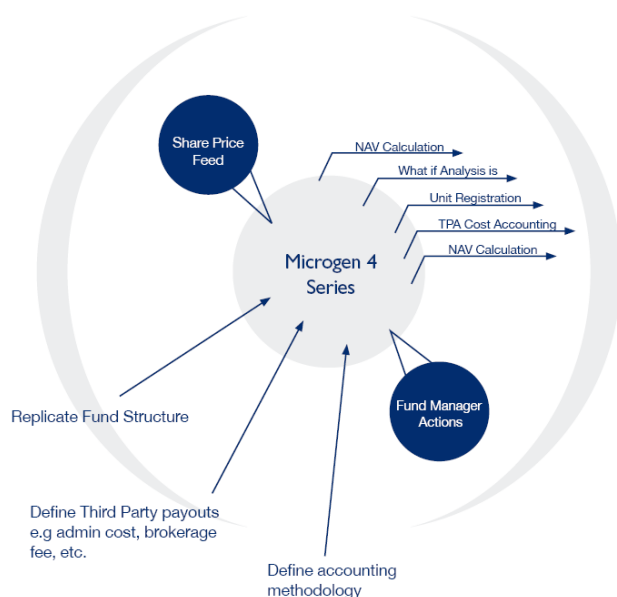 Share Price
Feed
NAV Calculation
What if Analysis is
Unit Registration
TPA Cost Accounting
NAV Calculation
Microgen 4
Series
Fund Manager
Actions
Replicate Fund Structure
Define Third Party payouts
e.g admin cost, brokerage
fee, etc.
Define accounting
methodology